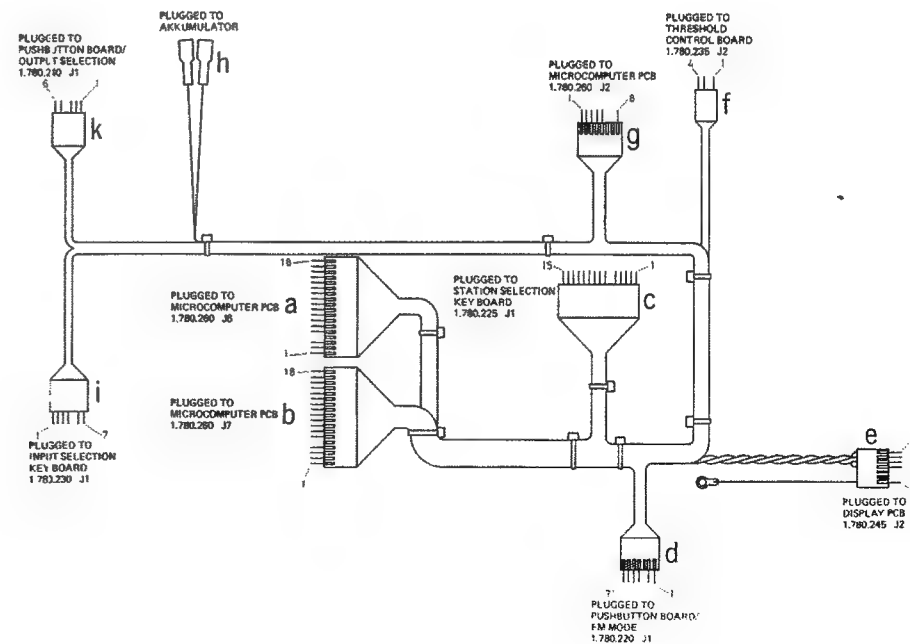 PLUGGED TO
AKKUMULATOR
h
PLUGGED TO
PUSHBUTTON BOARD/
OUTPUT SELECTION
1.780.210 J1
6 1
k
PLUGGED TO
MICROCOMPUTER PCB
1.780.260 J2
1 8
g
PLUGGED TO
THRESHOLD
CONTROL BOARD
1.780.235 J2
4 1
f
18
PLUGGED TO
MICROCOMPUTER PCB
1.780.260 J6
a
1
PLUGGED TO
STATION SELECTION
KEY BOARD
1.780.225 J1
15 1
c
18
PLUGGED TO
MICROCOMPUTER PCB
1.780.260 J7
b
1
i
1 7
PLUGGED TO
INPUT SELECTION
KEY BOARD
1.780.230 J1
e
PLUGGED TO
DISPLAY PCB
1.780.245 J2
d
7 1
PLUGGED TO
PUSHBUTTON BOARD/
FM MODE
1.780.220 J1